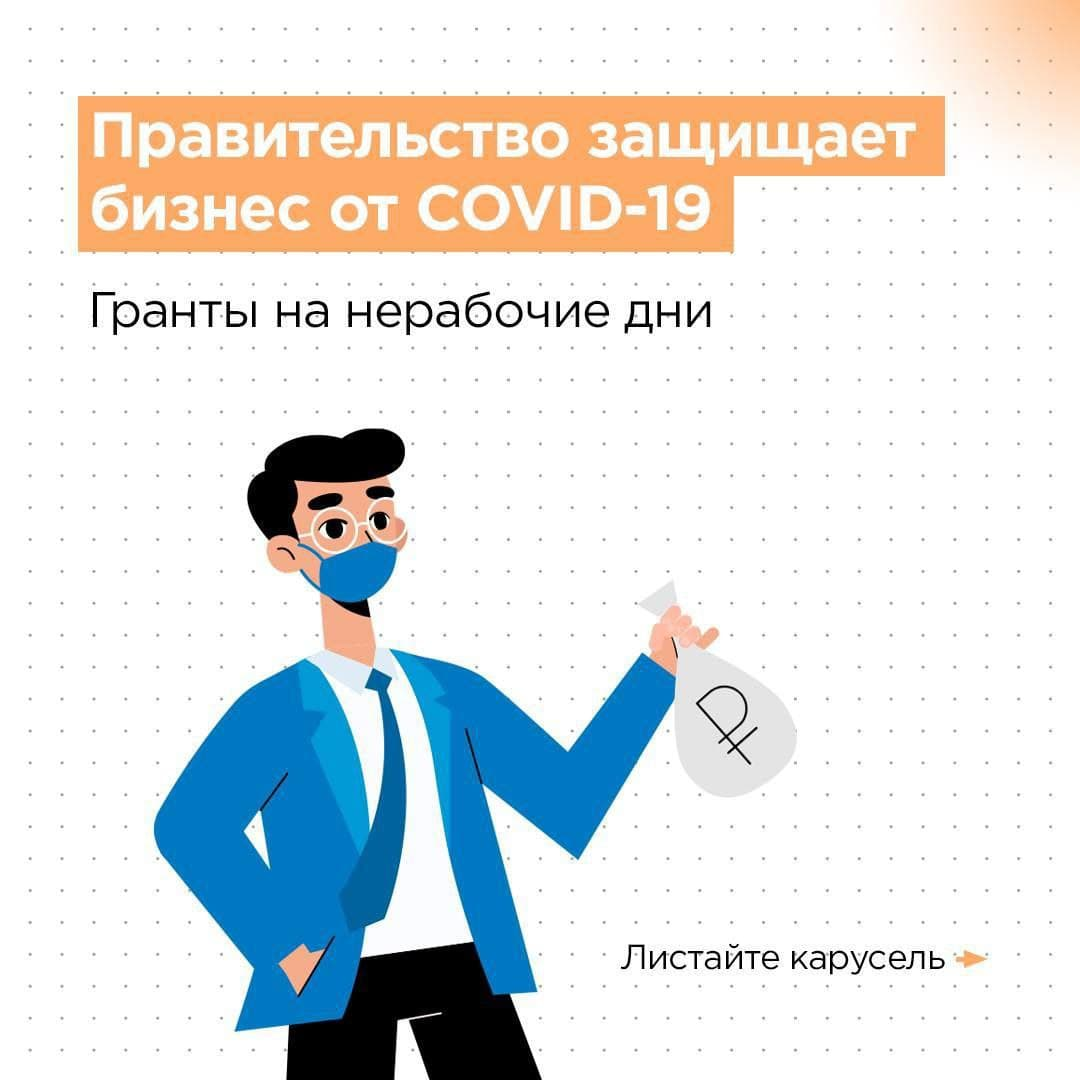 Правительство защищает
бизнес от COVID-19
Гранты на нерабочие дни
₽
Листайте карусель